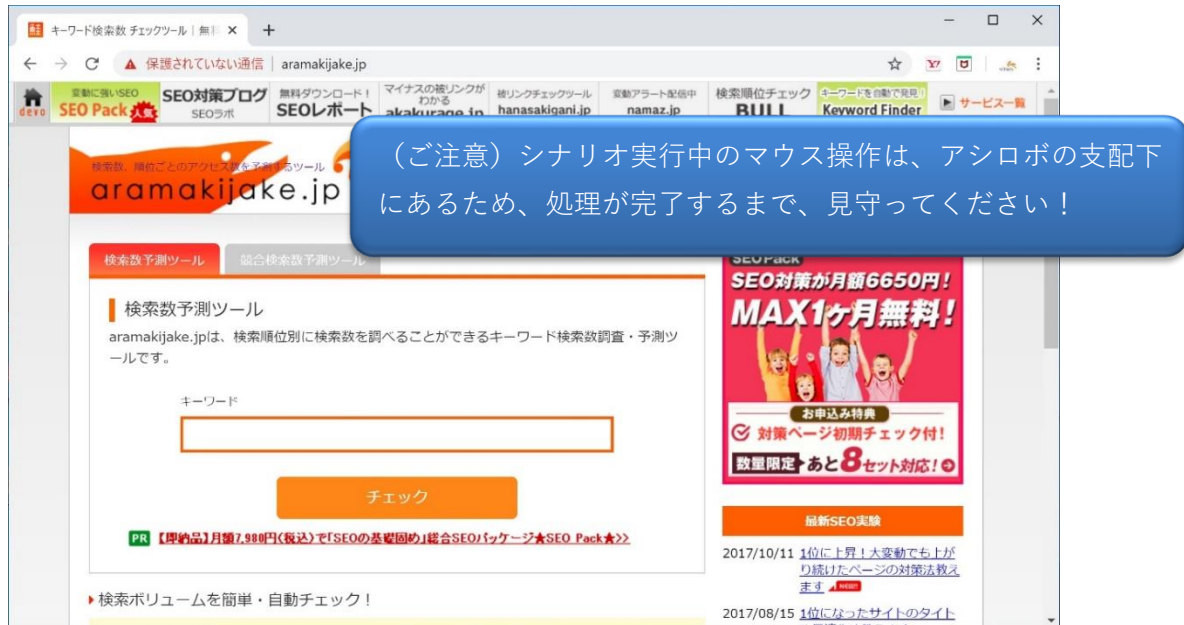 キーワード検索数 チェックツール | 無料
保護されていない通信 | aramakijake.jp
devo
変動に強いSEO
SEO Pack 人気
SEO対策ブログ
SEOラボ
無料ダウンロード!
SEOレポート
マイナスの被リンクが
わかる
akakurage.jp
被リンクチェックツール
hanasakigani.jp
変動アラート配信中
namaz.jp
検索順位チェック
BULL
キーワードを自動で発見!
Keyword Finder
サービス一覧
(ご注意)シナリオ実行中のマウス操作は、アシロボの支配下
にあるため、処理が完了するまで、見守ってください!
検索数、順位ごとのアクセス数を予測するツール
aramakijake.jp
検索数予測ツール
競合検索数予測ツール
検索数予測ツール
aramakijake.jpは、検索順位別に検索数を調べることができるキーワード検索数調査・予測ツ
ールです。
キーワード
チェック
PR 【即納品】月額7,980円(税込)で「SEOの基礎固め」総合SEOパッケージ★SEO Pack★>>
検索ボリュームを簡単・自動チェック!
SEO Pack
SEO対策が月額6650円!
MAX1ヶ月無料!
お申込み特典
対策ページ初期チェック付!
数量限定 あと8セット対応!
最新SEO実験
2017/10/11 1位に上昇!大変動でも上が
り続けたページの対策法教え
ます NEW!!
2017/08/15 1位になったサイトのタイト